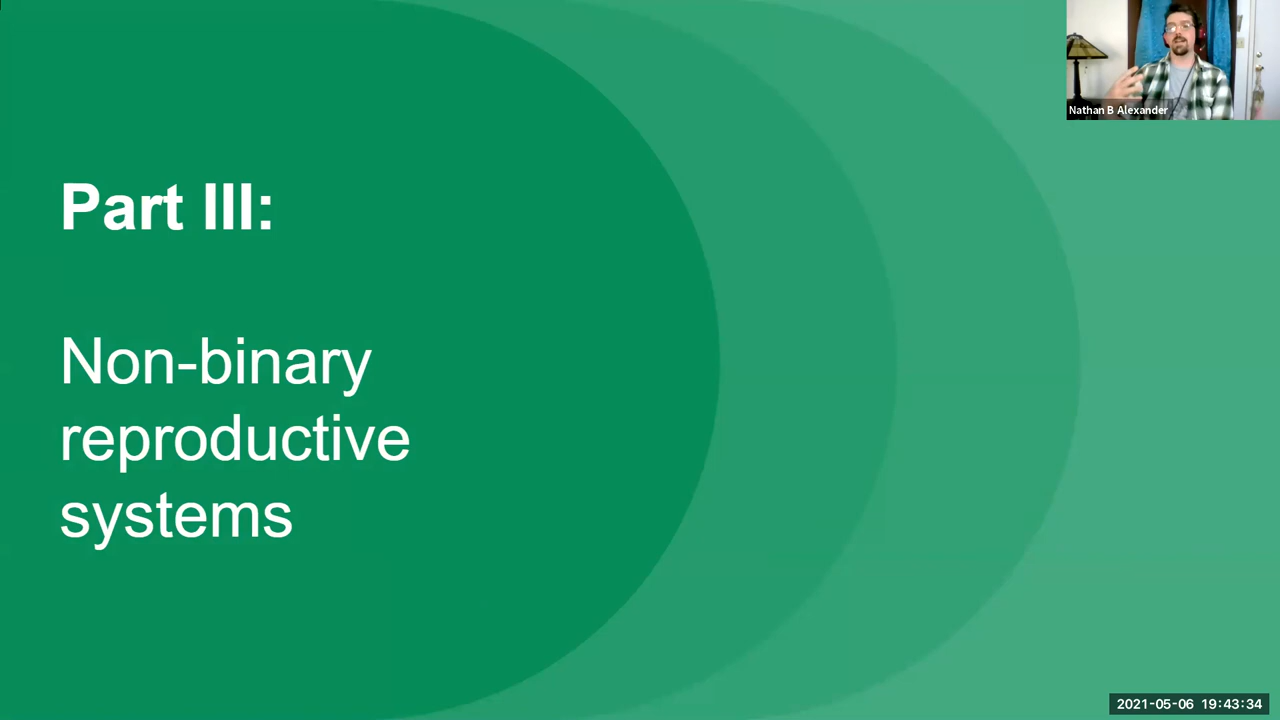 Nathan B Alexander
Part III:
Non-binary
reproductive
systems
2021-05-06 19:43:34